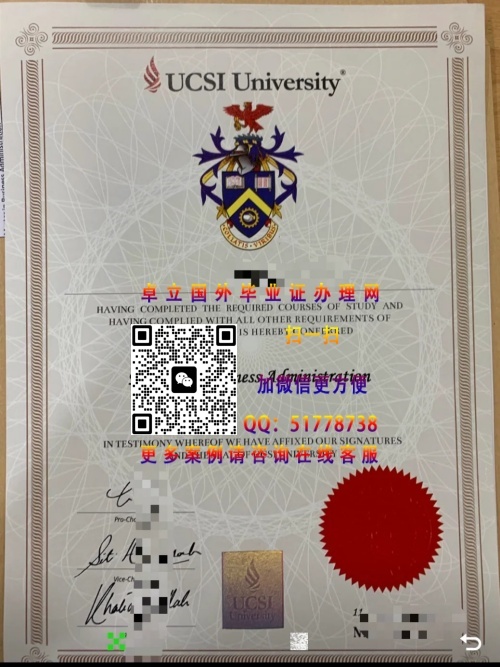 UCSI University®
卓立国外毕业证办理网
HAVING COMPLETED THE REQUIRED COURSES OF STUDY AND
HAVING COMPLIED WITH ALL OTHER REQUIREMENTS OF
IS HEREBY CONFERRED
扫一扫
Administration
加微信更方便
QQ: 51778738
IN TESTIMONY WHEREOF WE HAVE AFFIXED OUR SIGNATURES
更多案例请咨询在线客服
UCSI
University